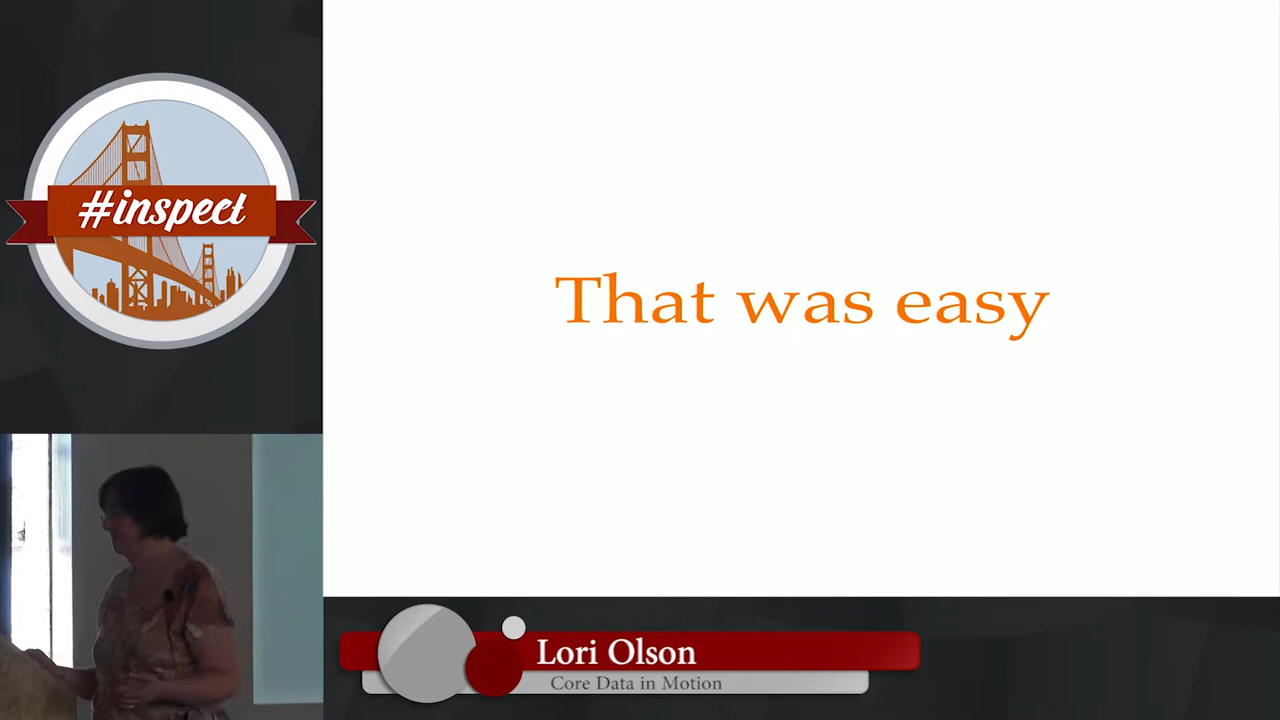 #inspect
That was easy
Lori Olson
Core Data in Motion